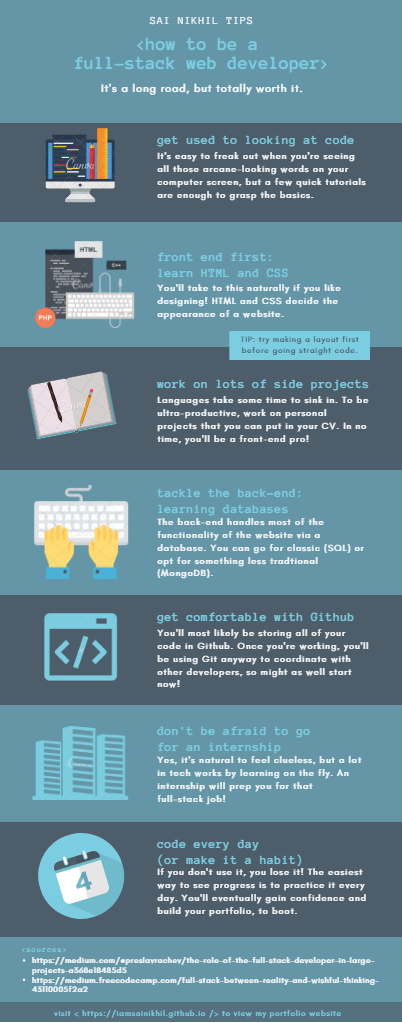 SAI NIKHIL TIPS
<how to be a
full-stack web developer>
It's a long road, but totally worth it.
Canva
get used to looking at code
It's easy to freak out when you're seeing
all those arcane-looking words on your
computer screen, but a few quick tutorials
are enough to grasp the basics.
HTML
C++
PHP
front end first:
learn HTML and CSS
You'll take to this naturally if you like
designing! HTML and CSS decide the
appearance of a website.
TIP: try making a layout first
before going straight code.
work on lots of side projects
Languages take some time to sink in. To be
ultra-productive, work on personal
projects that you can put in your CV. In no
time, you'll be a front-end pro!
tackle the back-end:
learning databases
The back-end handles most of the
functionality of the website via a
database. You can go for classic (SQL) or
opt for something less tradtional
(MongoDB).
</>
get comfortable with Github
You'll most likely be storing all of your
code in Github. Once you're working, you'll
be using Git anyway to coordinate with
other developers, so might as well start
now!
don't be afraid to go
for an internship
Yes, it's natural to feel clueless, but a lot
in tech works by learning on the fly. An
internship will prep you for that
full-stack job!
4
code every day
(or make it a habit)
If you don't use it, you lose it! The easiest
way to see progress is to practice it every
day. You'll eventually gain confidence and
build your portfolio, to boot.
<sources>
• https://medium.com/@preslavrachev/the-role-of-the-full-stack-developer-in-large-
projects-a368e18485d5
• https://medium.freecodecamp.com/full-stack-between-reality-and-wishful-thinking-
43110005f2a2
visit < https://iamsainikhil.github.io /> to view my portfolio website